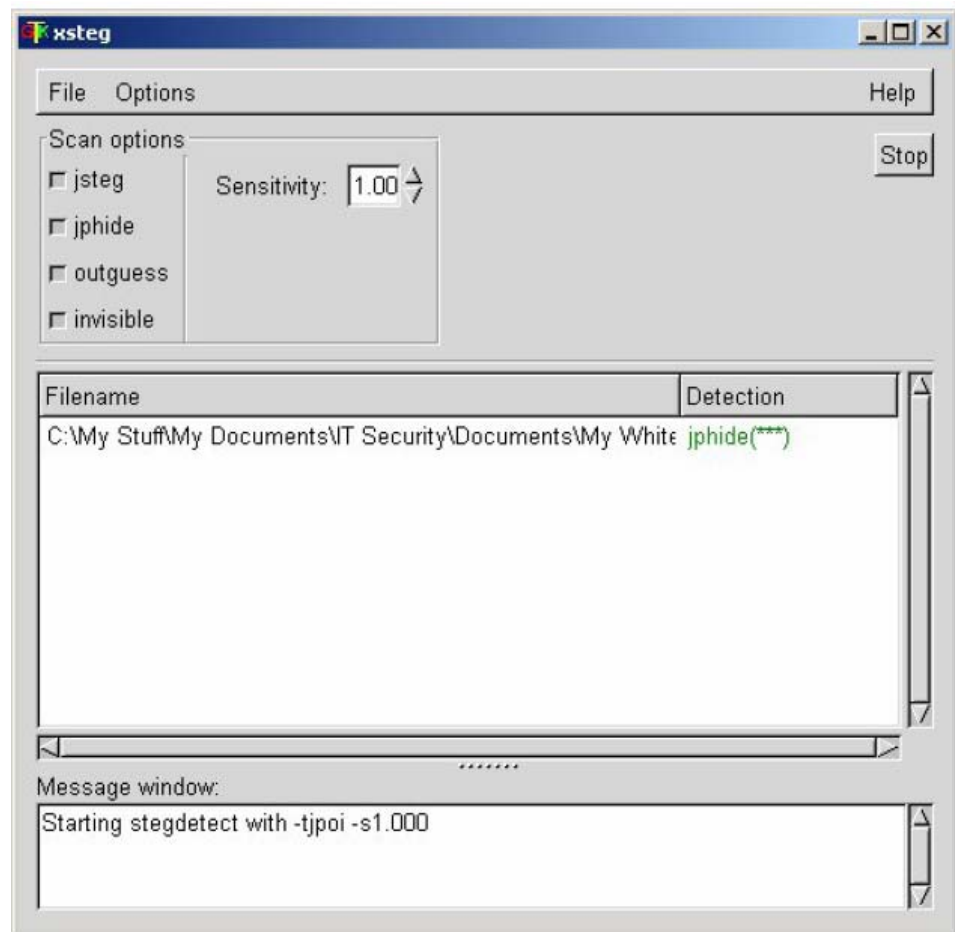 xsteg
File Options Help
Scan options
Stop
jsteg
Sensitivity: 1.00
jphide
outguess
invisible
Filename Detection
C:\My Stuff\My Documents\IT Security\Documents\My White jphide(***)
Message window:
Starting stegdetect with -tjpoi -s1.000